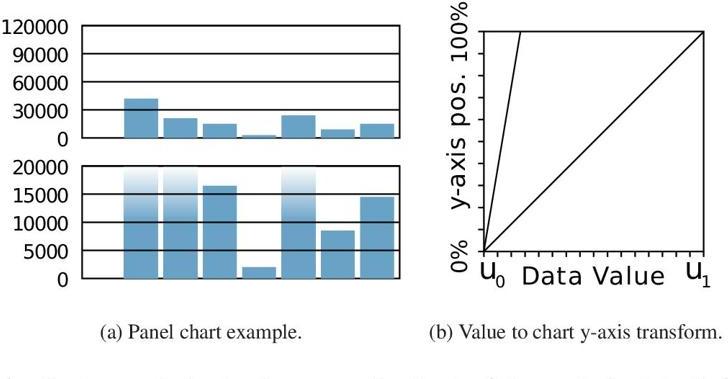 120000
90000
60000
30000
0
20000
15000
10000
5000
0
(a) Panel chart example.
y-axis pos. 100%
0%
u0 Data Value u1
(b) Value to chart y-axis transform.